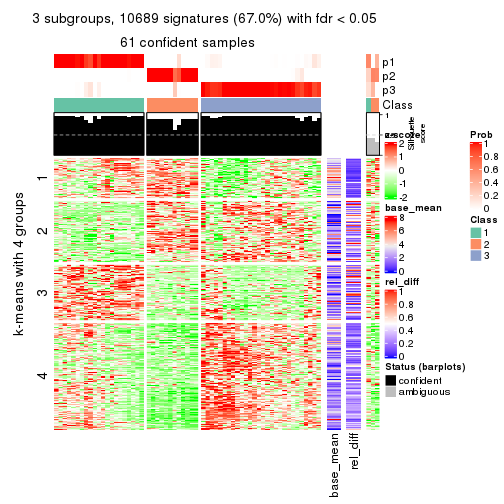 3 subgroups, 10689 signatures (67.0%) with fdr < 0.05
61 confident samples
p1
p2
p3
Class
1
Silhouette
score
z-score
2
1
0
-1
-2
Prob
1
0.8
0.6
0.4
0.2
0
base_mean
8
6
4
2
0
Class
1
2
3
rel_diff
1
0.8
0.6
0.4
0.2
0
Status (barplots)
confident
ambiguous
k-means with 4 groups
1
2
3
4
base_mean
rel_diff